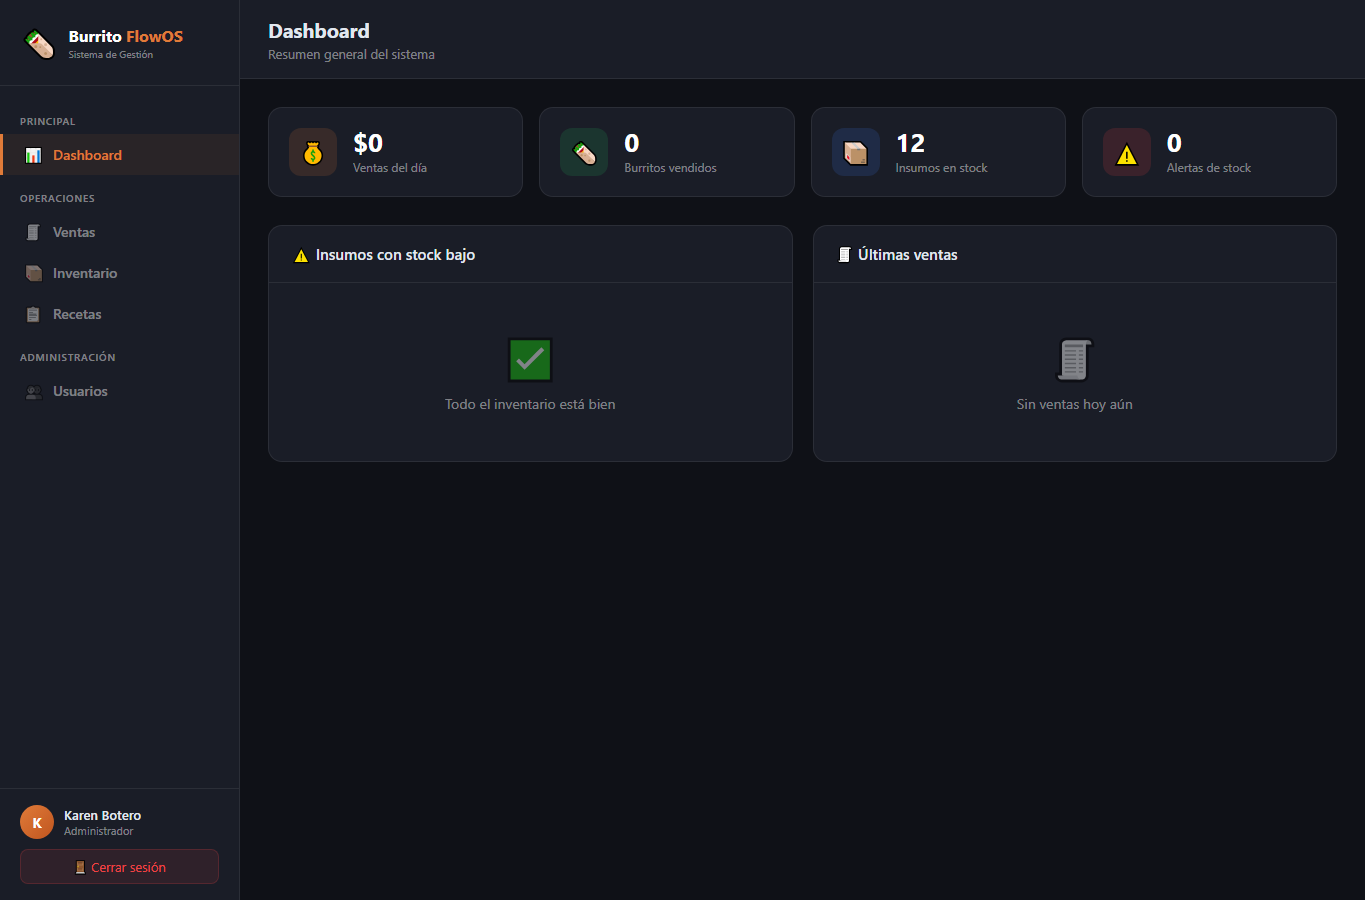 Burrito FlowOS
Sistema de Gestión
PRINCIPAL
Dashboard
OPERACIONES
Ventas
Inventario
Recetas
ADMINISTRACIÓN
Usuarios
K
Karen Botero
Administrador
Cerrar sesión
Dashboard
Resumen general del sistema
$0
Ventas del día
0
Burritos vendidos
12
Insumos en stock
0
Alertas de stock
Insumos con stock bajo
Todo el inventario está bien
Últimas ventas
Sin ventas hoy aún